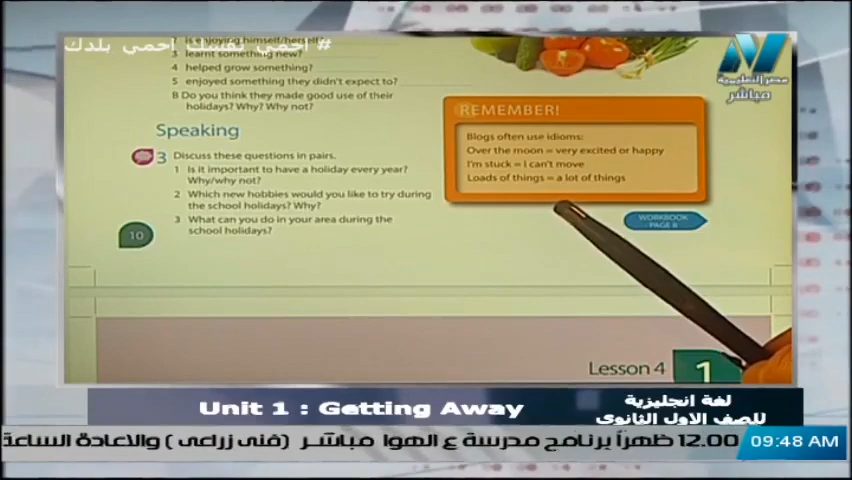 # احمي نفسك احمي بلدك
2 is enjoying himself/herself?
3 learnt something new?
4 helped grow something?
5 enjoyed something they didn't expect to?
B Do you think they made good use of their
holidays? Why? Why not?
Speaking
3 Discuss these questions in pairs.
1 Is it important to have a holiday every year?
Why/why not?
2 Which new hobbies would you like to try during
the school holidays? Why?
3 What can you do in your area during the
school holidays?
10
REMEMBER!
Blogs often use idioms:
Over the moon = very excited or happy
I'm stuck = I can't move
Loads of things = a lot of things
WORKBOOK
PAGE 8
مصر التعليمية
مباشر
Lesson 4
1
Unit 1 : Getting Away
لغة انجليزية
للصف الاول الثانوى
12.00 ظهراً برنامج مدرسة ع الهوا مباشر (فنى زراعى) والاعادة الساعة
09:48 AM